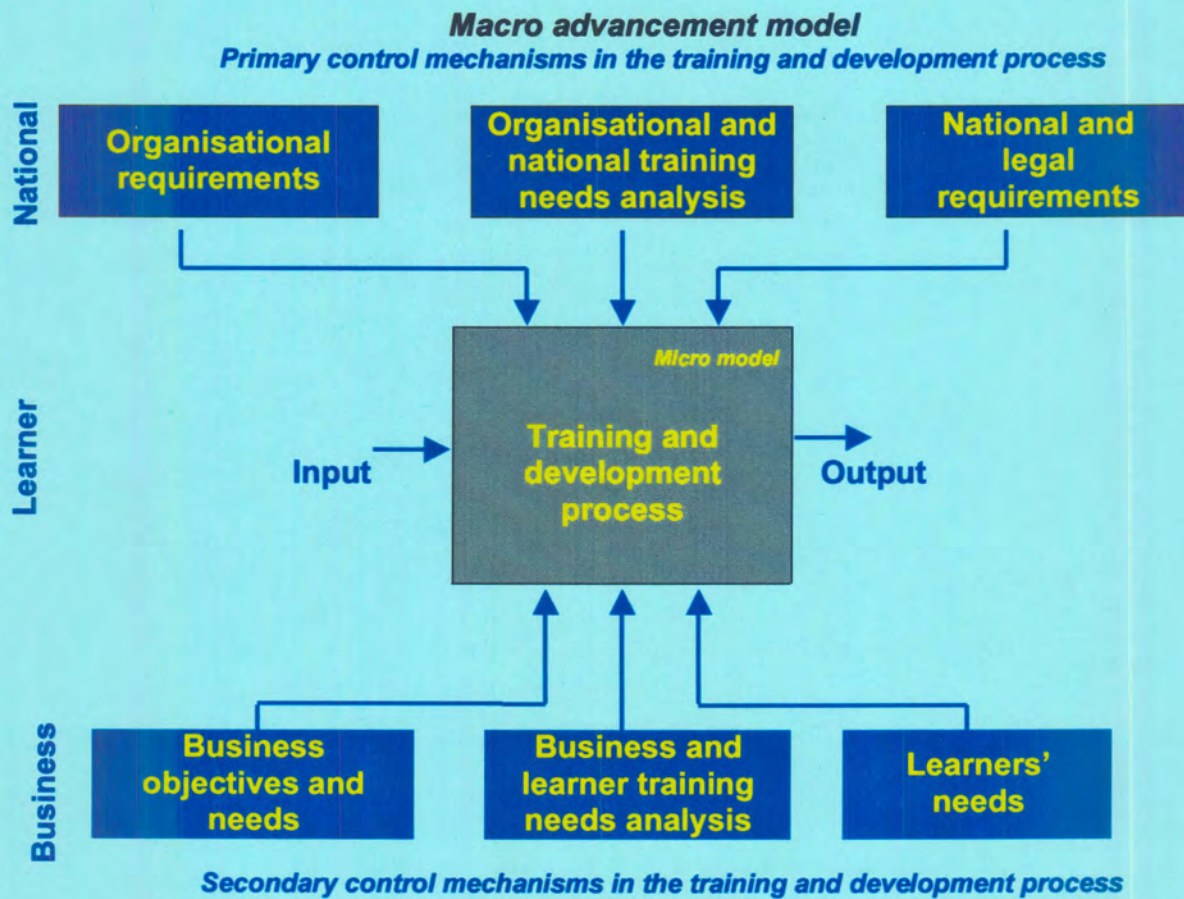 Macro advancement model
Primary control mechanisms in the training and development process
National
Organisational
requirements
Organisational and
national training
needs analysis
National and
legal
requirements
Learner
Input
Micro model
Training and
development
process
Output
Business
Business
objectives and
needs
Business and
learner training
needs analysis
Learners'
needs
Secondary control mechanisms in the training and development process